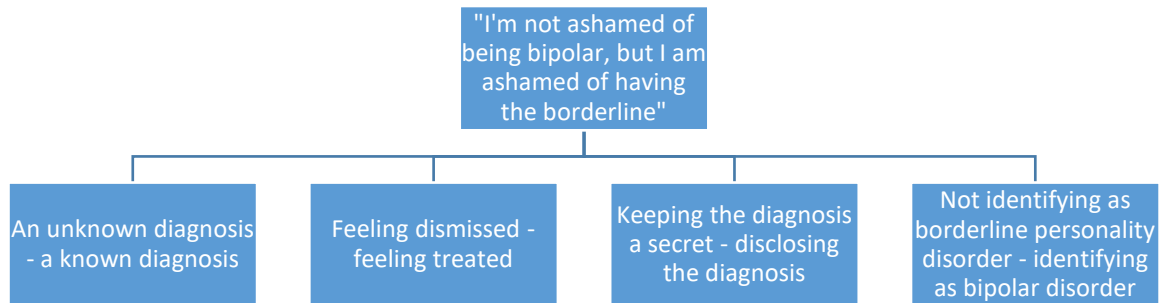 "I'm not ashamed of
being bipolar, but I am
ashamed of having
the borderline"
An unknown diagnosis
- a known diagnosis
Feeling dismissed -
feeling treated
Keeping the diagnosis
a secret - disclosing
the diagnosis
Not identifying as
borderline personality
disorder - identifying
as bipolar disorder